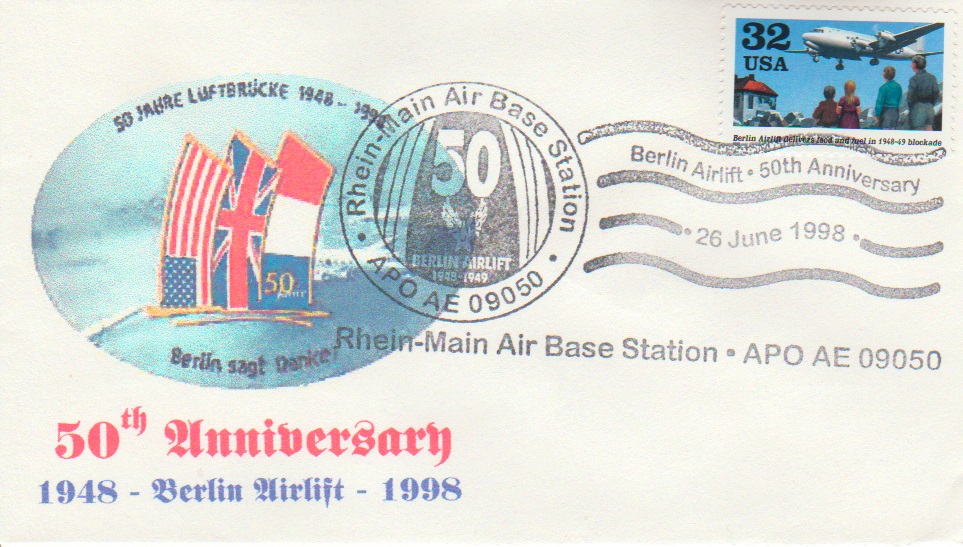 32
USA
Berlin Airlift delivers food and fuel in 1948-49 blockade
50 JAHRE LUFTBRÜCKE 1948 - 1998
50
Jahre
Berlin sagt Danke!
• Rhein-Main Air Base Station •
50
BERLIN AIRLIFT
1948-1949
APO AE 09050
Berlin Airlift • 50th Anniversary
• 26 June 1998 •
Rhein-Main Air Base Station • APO AE 09050
50th Anniversary
1948 - Berlin Airlift - 1998